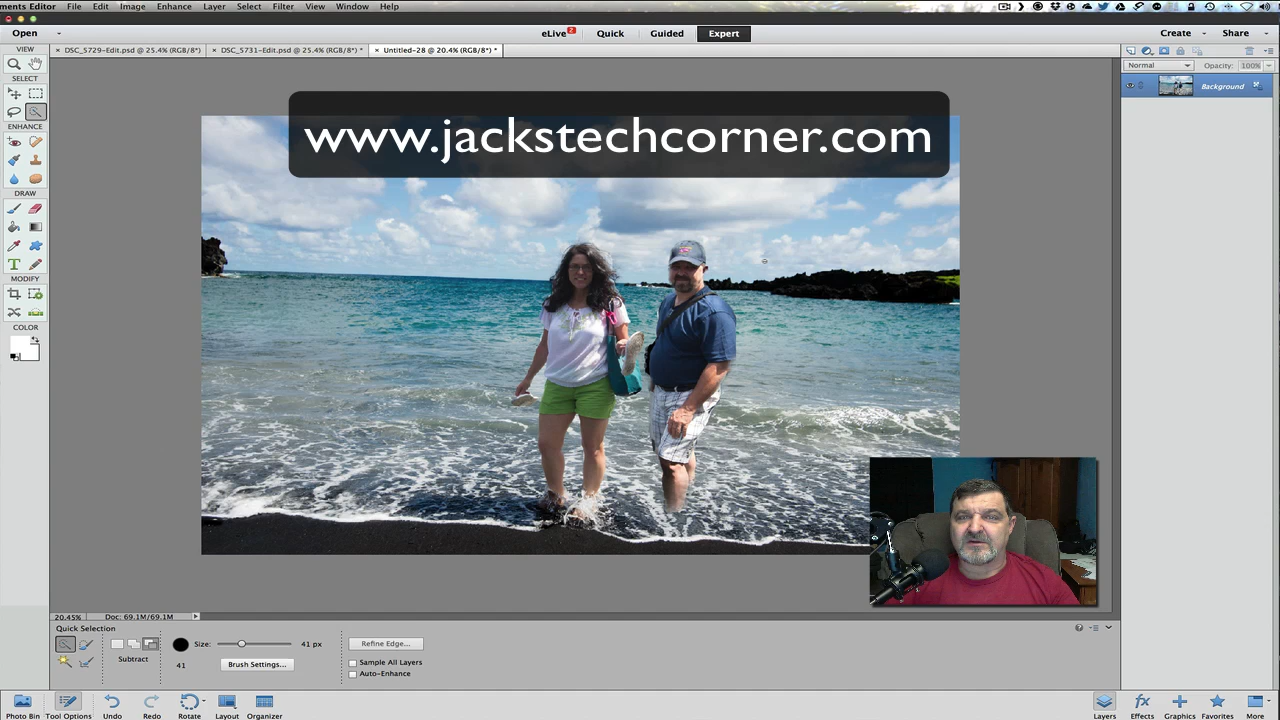 ments Editor File Edit Image Enhance Layer Select Filter View Window Help
Open eLive 2 Quick Guided Expert Create Share
VIEW × DSC_5729-Edit.psd @ 25.4% (RGB/8*) × DSC_5731-Edit.psd @ 25.4% (RGB/8*) * × Untitled-28 @ 20.4% (RGB/8*) *
Normal Opacity: 100%
SELECT
Background
www.jackstechcorner.com
ENHANCE
DRAW
MODIFY
COLOR
20.45% Doc: 69.1M/69.1M
Quick Selection
Size: 41 px Refine Edge...
Subtract 41 Brush Settings... Sample All Layers
Auto-Enhance
Photo Bin Tool Options Undo Redo Rotate Layout Organizer Layers Effects Graphics Favorites More